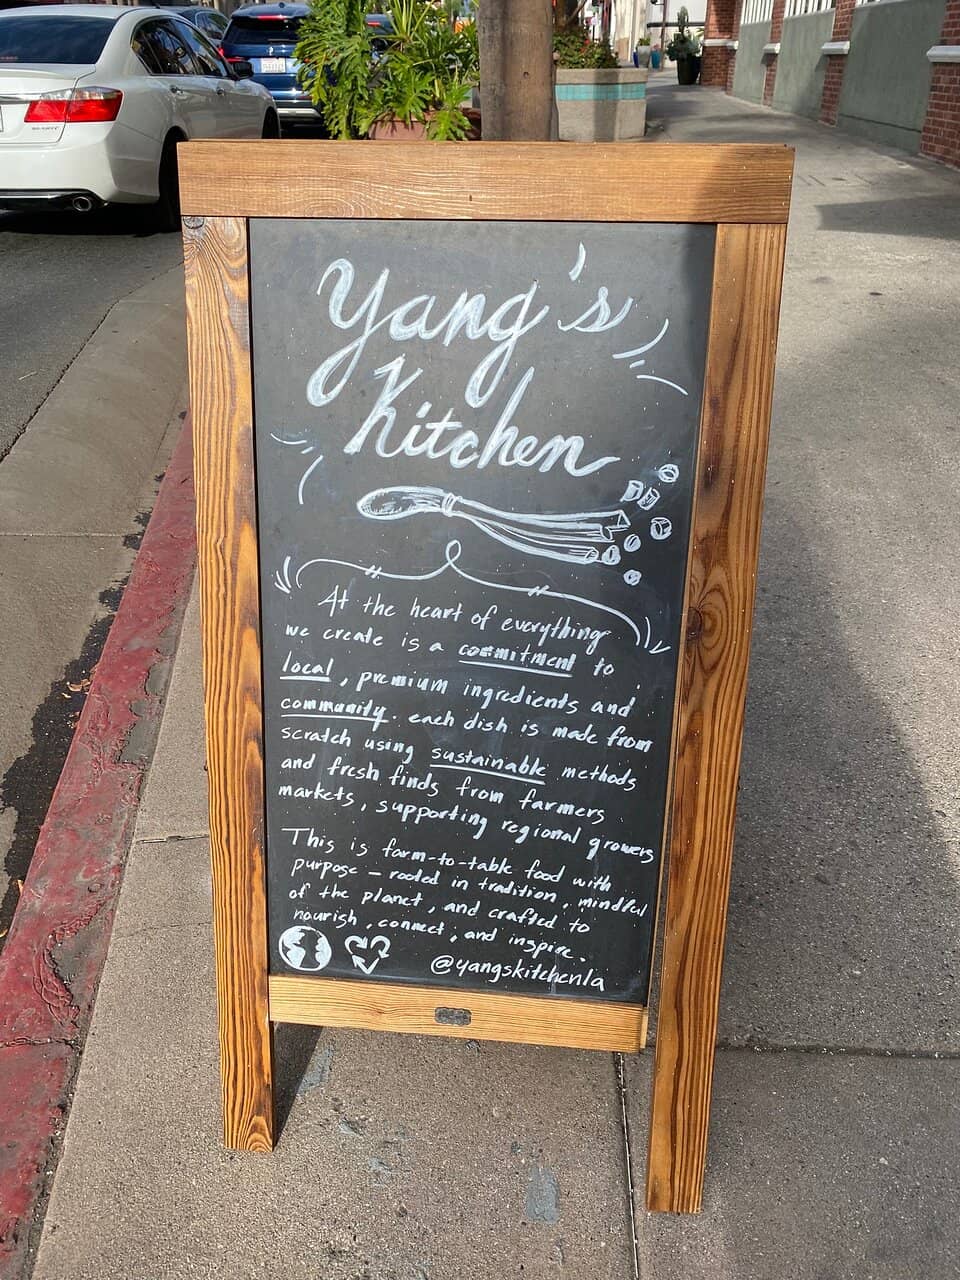 Yang's
Kitchen
At the heart of everything
we create is a commitment to
local, premium ingredients and
community. each dish is made from
scratch using sustainable methods
and fresh finds from farmers
markets, supporting regional growers
This is farm-to-table food with
purpose – rooted in tradition, mindful
of the planet, and crafted to
nourish, connect, and inspire.
@yangskitchenla